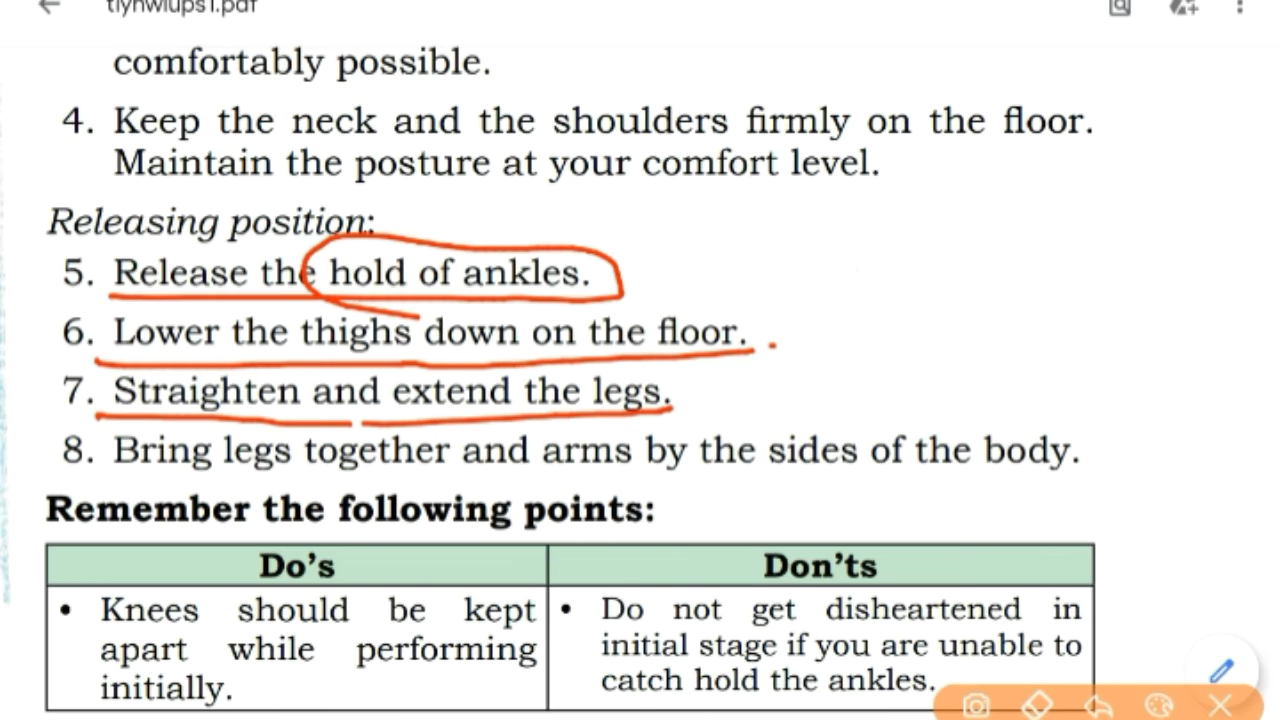 tiynwlups1.pdf
comfortably possible.
4. Keep the neck and the shoulders firmly on the floor.
Maintain the posture at your comfort level.
Releasing position:
5. Release the hold of ankles.
6. Lower the thighs down on the floor.
7. Straighten and extend the legs.
8. Bring legs together and arms by the sides of the body.
Remember the following points:
Do's
Don'ts
• Knees should be kept
apart while performing
initially.
• Do not get disheartened in
initial stage if you are unable to
catch hold the ankles.